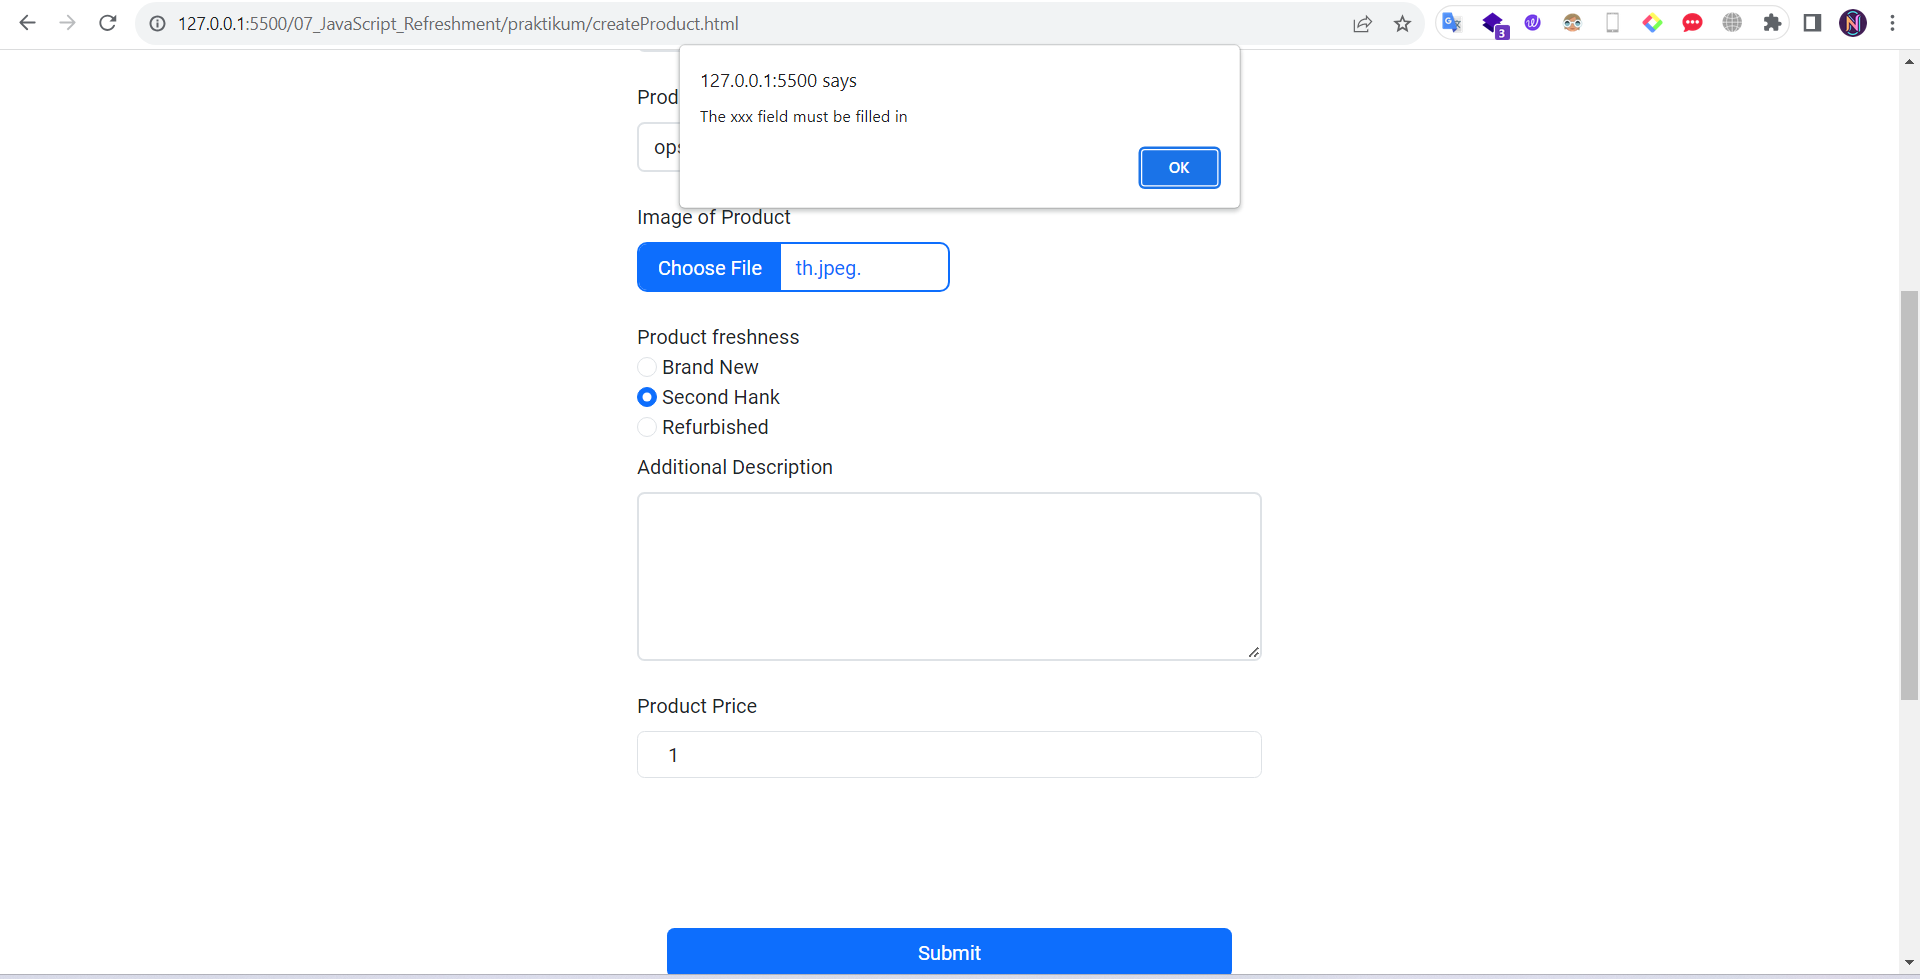 127.0.0.1:5500/07_JavaScript_Refreshment/praktikum/createProduct.html
3
127.0.0.1:5500 says
The xxx field must be filled in
OK
Prod
ops
Image of Product
Choose File th.jpeg.
Product freshness
Brand New
Second Hank
Refurbished
Additional Description
Product Price
1
Submit